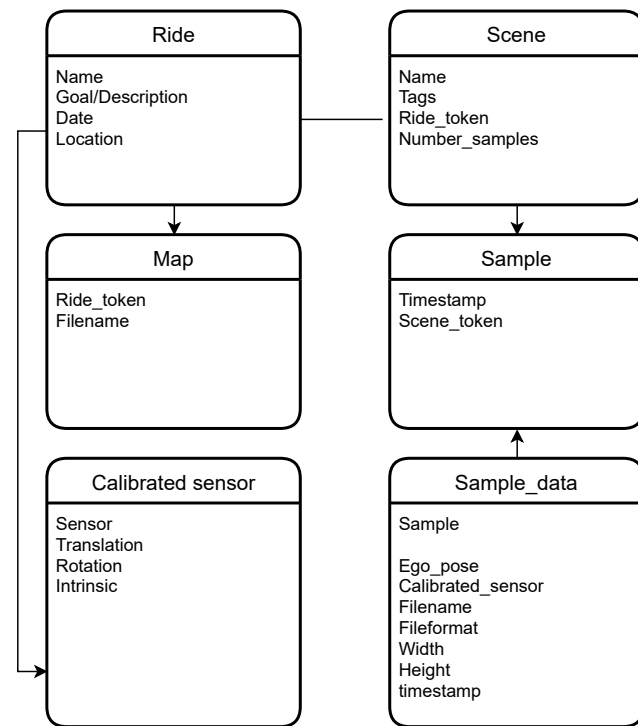 Ride
Name
Goal/Description
Date
Location
Scene
Name
Tags
Ride_token
Number_samples
Map
Ride_token
Filename
Sample
Timestamp
Scene_token
Calibrated sensor
Sensor
Translation
Rotation
Intrinsic
Sample_data
Sample
Ego_pose
Calibrated_sensor
Filename
Fileformat
Width
Height
timestamp